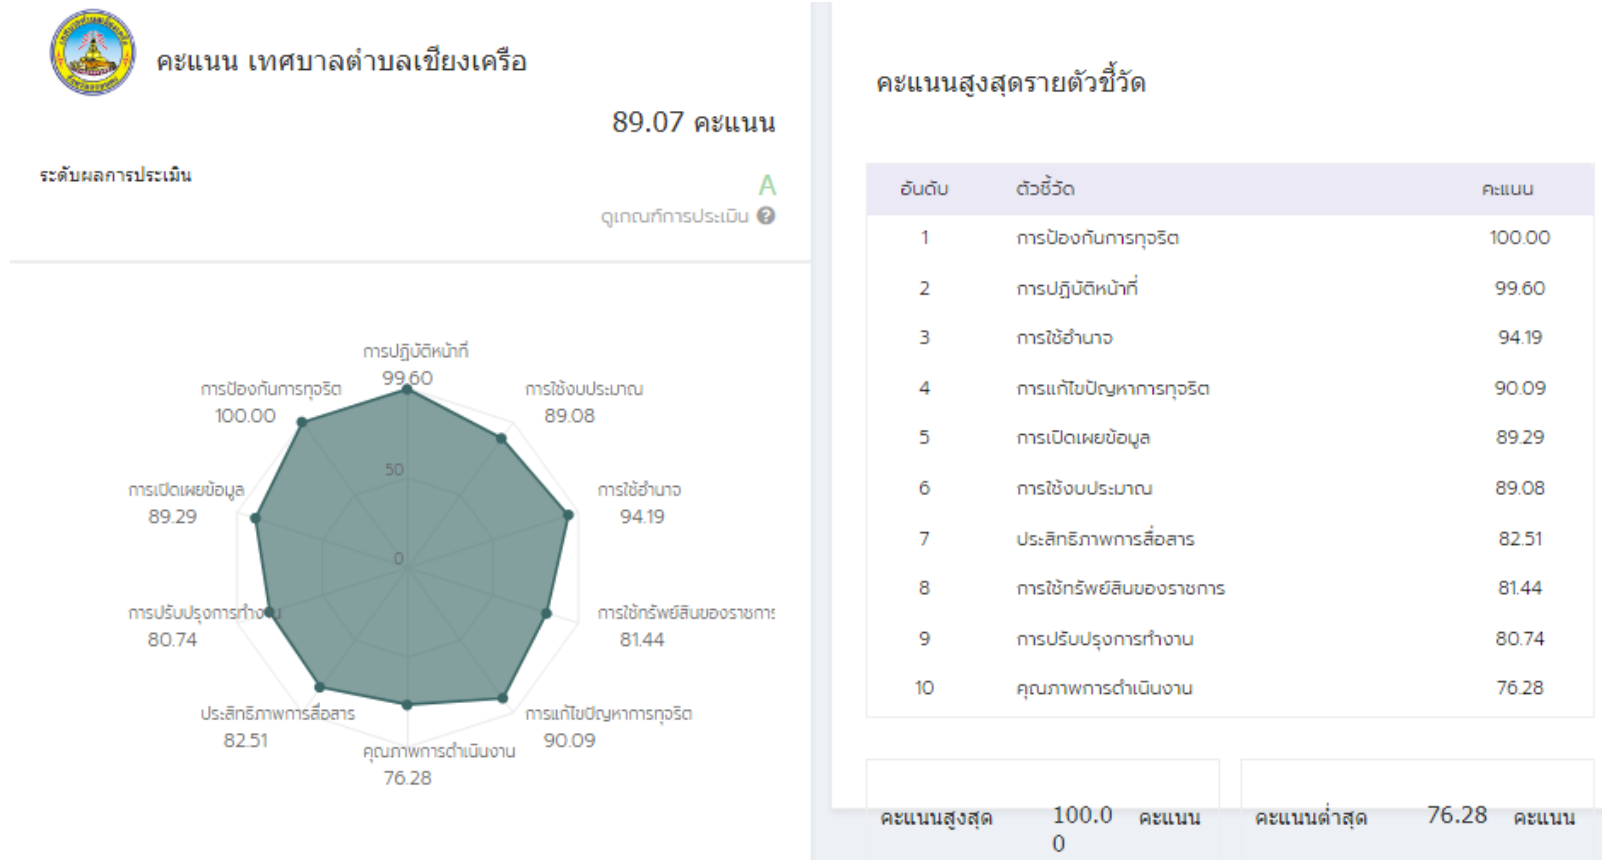 คะแนน เทศบาลตำบลเชียงเครือ
89.07 คะแนน
ระดับผลการประเมิน
A
ดูเกณฑ์การประเมิน
การปฏิบัติหน้าที่
99.60
การป้องกันการทุจริต
100.00
การใช้งบประมาณ
89.08
50
การเปิดเผยข้อมูล
89.29
การใช้อำนาจ
94.19
0
การปรับปรุงการทำงาน
80.74
การใช้ทรัพย์สินของราชการ
81.44
ประสิทธิภาพการสื่อสาร
82.51
การแก้ไขปัญหาการทุจริต
90.09
คุณภาพการดำเนินงาน
76.28
คะแนนสูงสุดรายตัวชี้วัด
อันดับ ตัวชี้วัด คะแนน
1 การป้องกันการทุจริต 100.00
2 การปฏิบัติหน้าที่ 99.60
3 การใช้อำนาจ 94.19
4 การแก้ไขปัญหาการทุจริต 90.09
5 การเปิดเผยข้อมูล 89.29
6 การใช้งบประมาณ 89.08
7 ประสิทธิภาพการสื่อสาร 82.51
8 การใช้ทรัพย์สินของราชการ 81.44
9 การปรับปรุงการทำงาน 80.74
10 คุณภาพการดำเนินงาน 76.28
คะแนนสูงสุด 100.0 คะแนน
0
คะแนนต่ำสุด 76.28 คะแนน